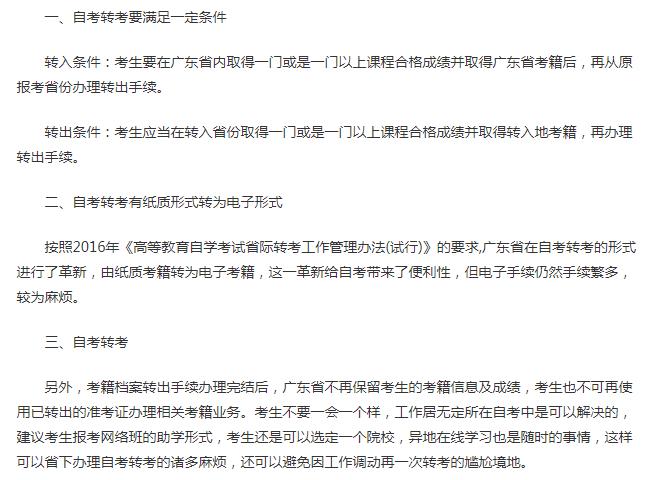 一、自考转考要满足一定条件
转入条件：考生要在广东省内取得一门或是一门以上课程合格成绩并取得广东省考籍后，再从原
报考省份办理转出手续。
转出条件：考生应当在转入省份取得一门或是一门以上课程合格成绩并取得转入地考籍，再办理
转出手续。
二、自考转考有纸质形式转为电子形式
按照2016年《高等教育自学考试省际转考工作管理办法(试行)》的要求,广东省在自考转考的形式
进行了革新，由纸质考籍转为电子考籍，这一革新给自考带来了便利性，但电子手续仍然手续繁多，
较为麻烦。
三、自考转考
另外，考籍档案转出手续办理完结后，广东省不再保留考生的考籍信息及成绩，考生也不可再使
用已转出的准考证办理相关考籍业务。考生不要一会一个样，工作居无定所在自考中是可以解决的，
建议考生报考网络班的助学形式，考生还是可以选定一个院校，异地在线学习也是随时的事情，这样
可以省下办理自考转考的诸多麻烦，还可以避免因工作调动再一次转考的尴尬境地。